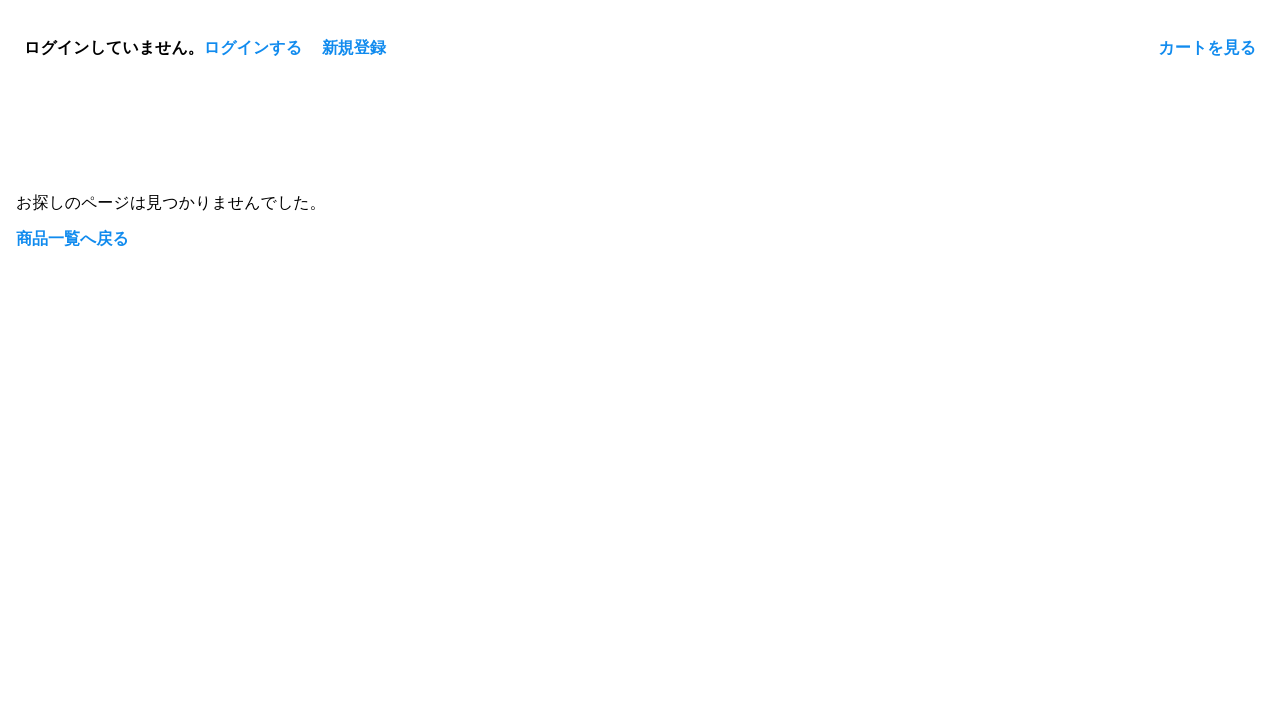 ログインしていません。ログインする 新規登録 カートを見る
お探しのページは見つかりませんでした。
商品一覧へ戻る